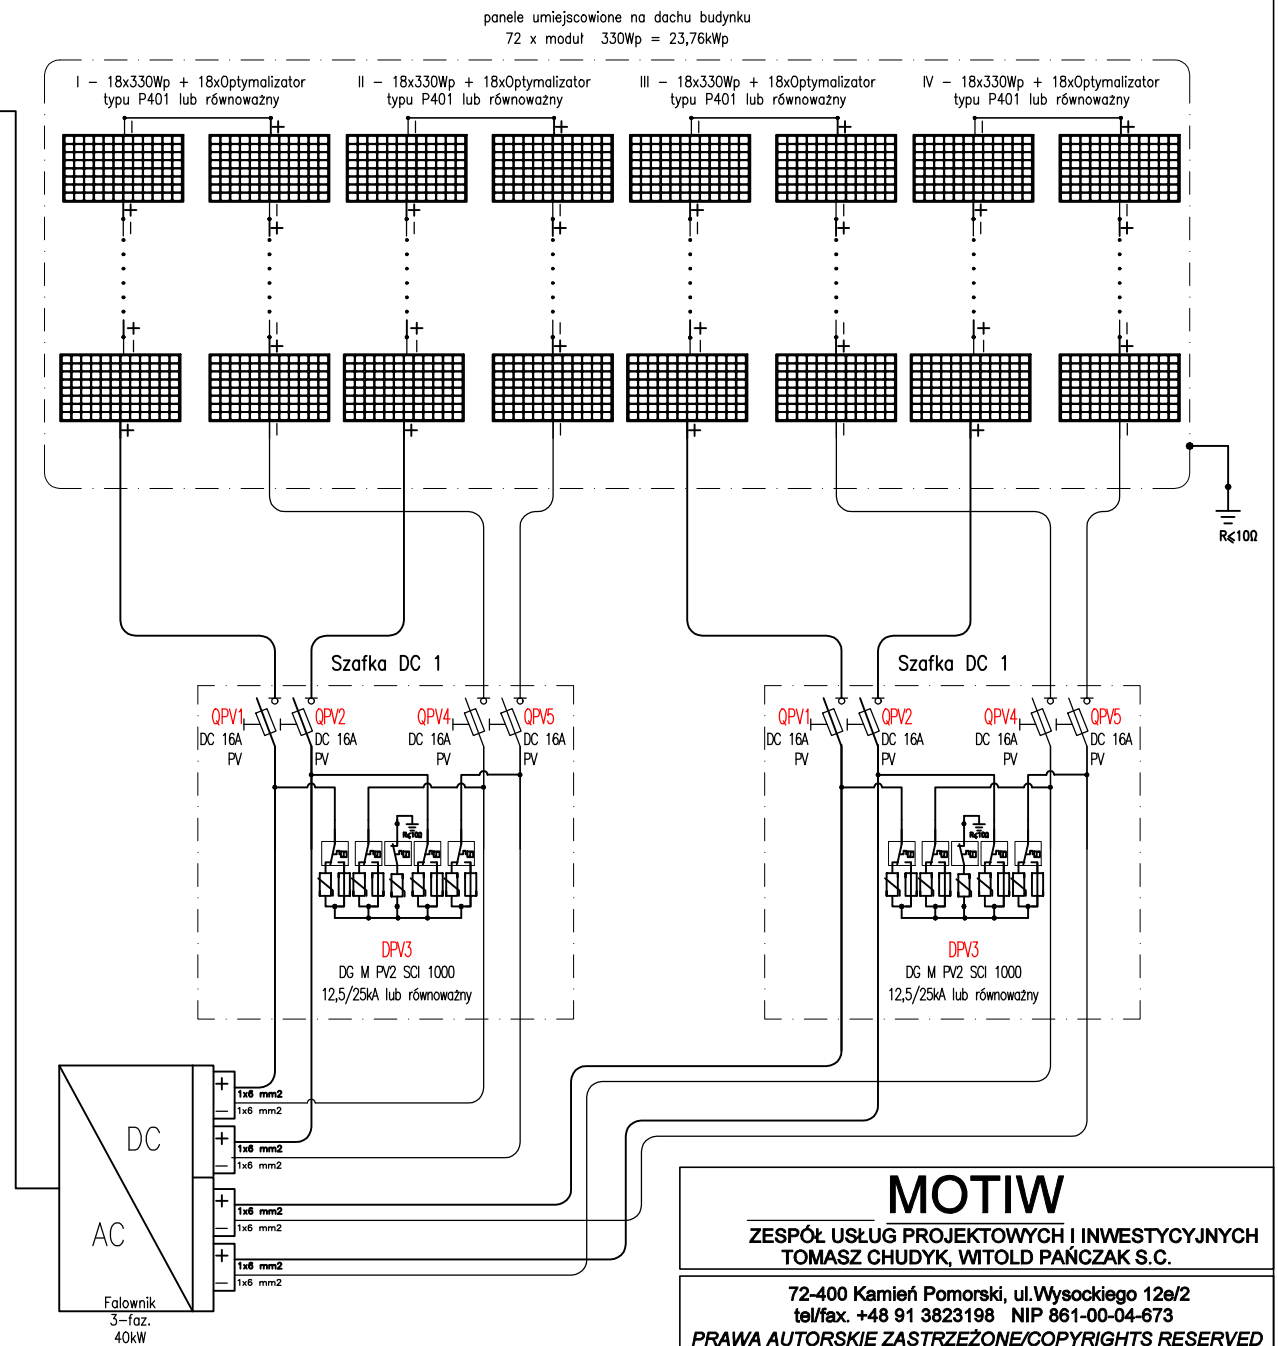 panele umiejscowione na dachu budynku
72 x moduł 330Wp = 23,76kWp
I – 18x330Wp + 18xOptymalizator
typu P401 lub równoważny
II – 18x330Wp + 18xOptymalizator
typu P401 lub równoważny
III – 18x330Wp + 18xOptymalizator
typu P401 lub równoważny
IV – 18x330Wp + 18xOptymalizator
typu P401 lub równoważny
R≤10Ω
Szafka DC 1
QPV1
DC 16A
PV
QPV2
DC 16A
PV
QPV4
DC 16A
PV
QPV5
DC 16A
PV
R≤10Ω
DPV3
DG M PV2 SCI 1000
12,5/25kA lub równoważny
Szafka DC 1
QPV1
DC 16A
PV
QPV2
DC 16A
PV
QPV4
DC 16A
PV
QPV5
DC 16A
PV
R≤10Ω
DPV3
DG M PV2 SCI 1000
12,5/25kA lub równoważny
DC
AC
+
1x6 mm2
–
1x6 mm2
+
1x6 mm2
–
1x6 mm2
+
1x6 mm2
–
1x6 mm2
+
1x6 mm2
–
1x6 mm2
Falownik
3–faz.
40kW
MOTIW
ZESPÓŁ USŁUG PROJEKTOWYCH I INWESTYCYJNYCH
TOMASZ CHUDYK, WITOLD PAŃCZAK S.C.
72-400 Kamień Pomorski, ul.Wysockiego 12e/2
tel/fax. +48 91 3823198 NIP 861-00-04-673
PRAWA AUTORSKIE ZASTRZEŻONE/COPYRIGHTS RESERVED